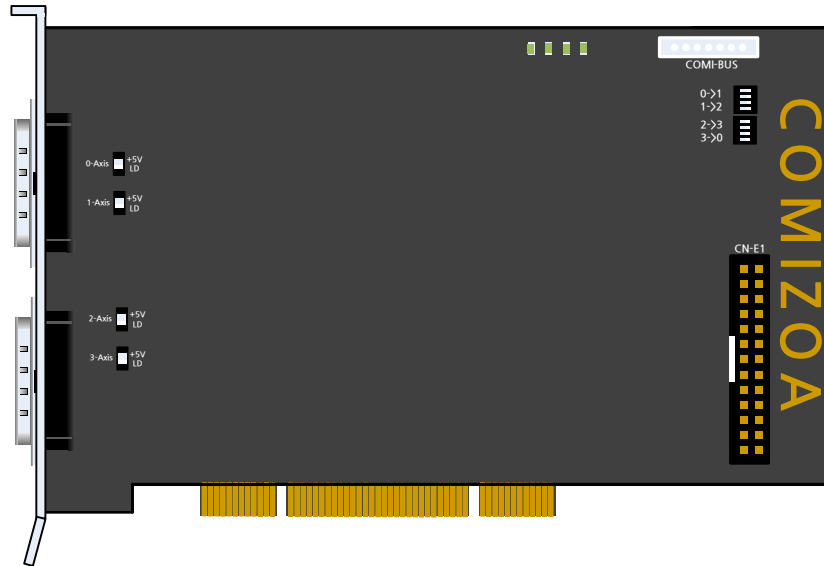 COMI-BUS
0->1
1->2
2->3
3->0
COMIZOA
0-Axis
+5V
LD
1-Axis
+5V
LD
CN-E1
2-Axis
+5V
LD
3-Axis
+5V
LD